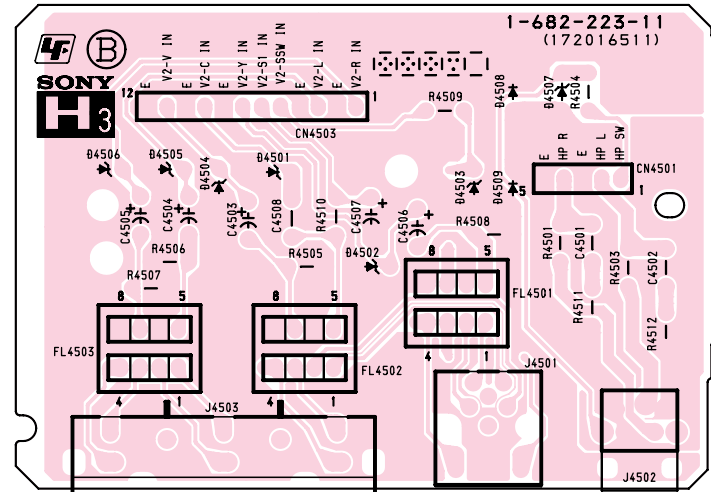 1-682-223-11
(172016511)
LF
B
SONY
H3
E
V2-V IN
E
V2-C IN
E
V2-Y IN
V2-S1 IN
V2-SSW IN
E
V2-L IN
E
V2-R IN
12
1
CN4503
R4509
D4508
D4507
R4504
E
HP R
E
HP L
HP SW
CN4501
5
1
D4506
D4505
D4504
D4501
D4503
D4509
C4505
C4504
C4503
C4508
R4510
C4507
C4506
R4508
R4501
C4501
R4503
C4502
R4506
R4507
R4505
D4502
R4511
R4512
8
5
FL4501
4
1
8
5
FL4503
4
1
8
5
FL4502
4
1
J4503
J4501
J4502